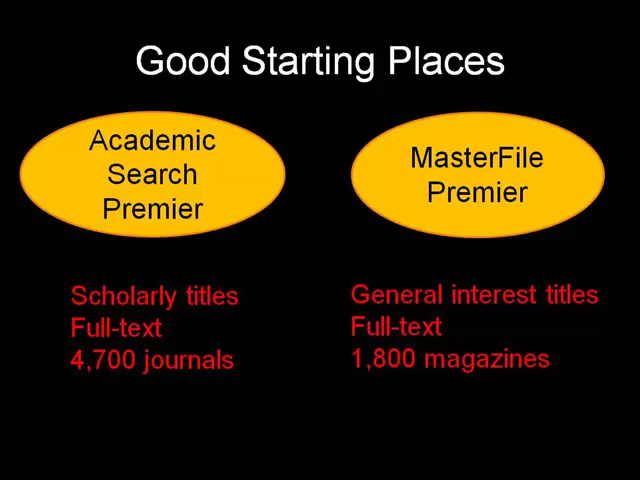 Good Starting Places
Academic
Search
Premier
MasterFile
Premier
Scholarly titles
Full-text
4,700 journals
General interest titles
Full-text
1,800 magazines